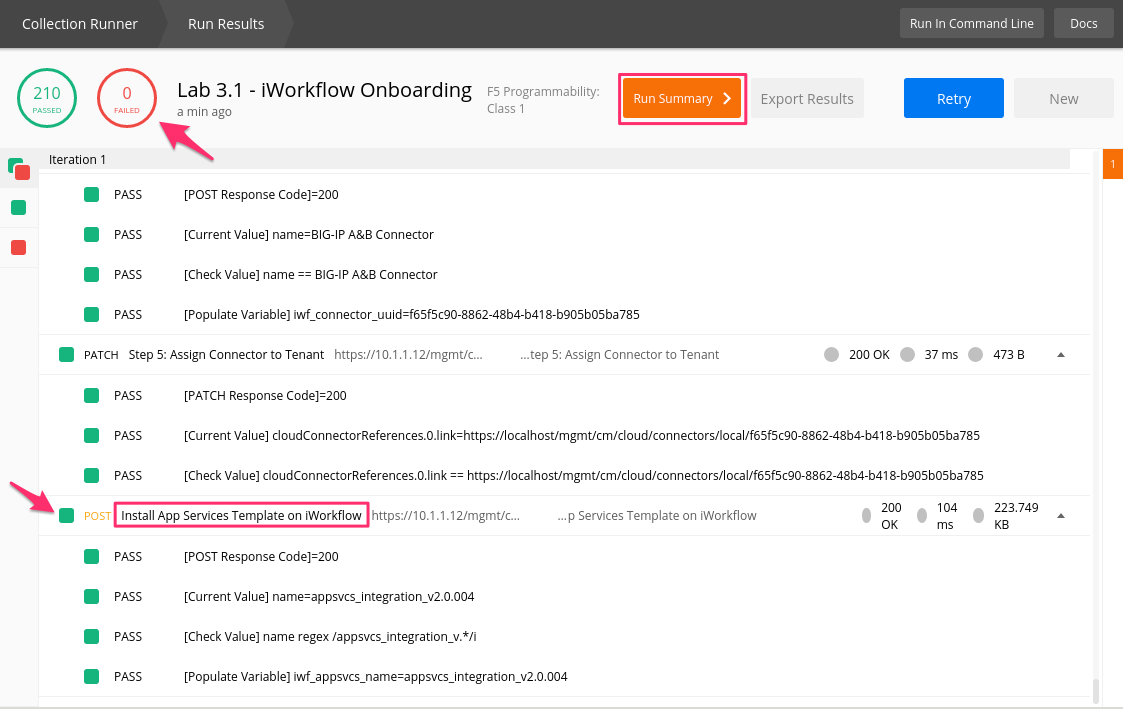 Collection Runner
Run Results
Run In Command Line
Docs
210
PASSED
0
FAILED
Lab 3.1 - iWorkflow Onboarding
a min ago
F5 Programmability:
Class 1
Run Summary
Export Results
Retry
New
Iteration 1
1
PASS [POST Response Code]=200
PASS [Current Value] name=BIG-IP A&B Connector
PASS [Check Value] name == BIG-IP A&B Connector
PASS [Populate Variable] iwf_connector_uuid=f65f5c90-8862-48b4-b418-b905b05ba785
PATCH Step 5: Assign Connector to Tenant https://10.1.1.12/mgmt/c... ...tep 5: Assign Connector to Tenant 200 OK 37 ms 473 B
PASS [PATCH Response Code]=200
PASS [Current Value] cloudConnectorReferences.0.link=https://localhost/mgmt/cm/cloud/connectors/local/f65f5c90-8862-48b4-b418-b905b05ba785
PASS [Check Value] cloudConnectorReferences.0.link == https://localhost/mgmt/cm/cloud/connectors/local/f65f5c90-8862-48b4-b418-b905b05ba785
POST Install App Services Template on iWorkflow https://10.1.1.12/mgmt/c... ...p Services Template on iWorkflow
200
OK
104
ms
223.749
KB
PASS [POST Response Code]=200
PASS [Current Value] name=appsvcs_integration_v2.0.004
PASS [Check Value] name regex /appsvcs_integration_v.*/i
PASS [Populate Variable] iwf_appsvcs_name=appsvcs_integration_v2.0.004